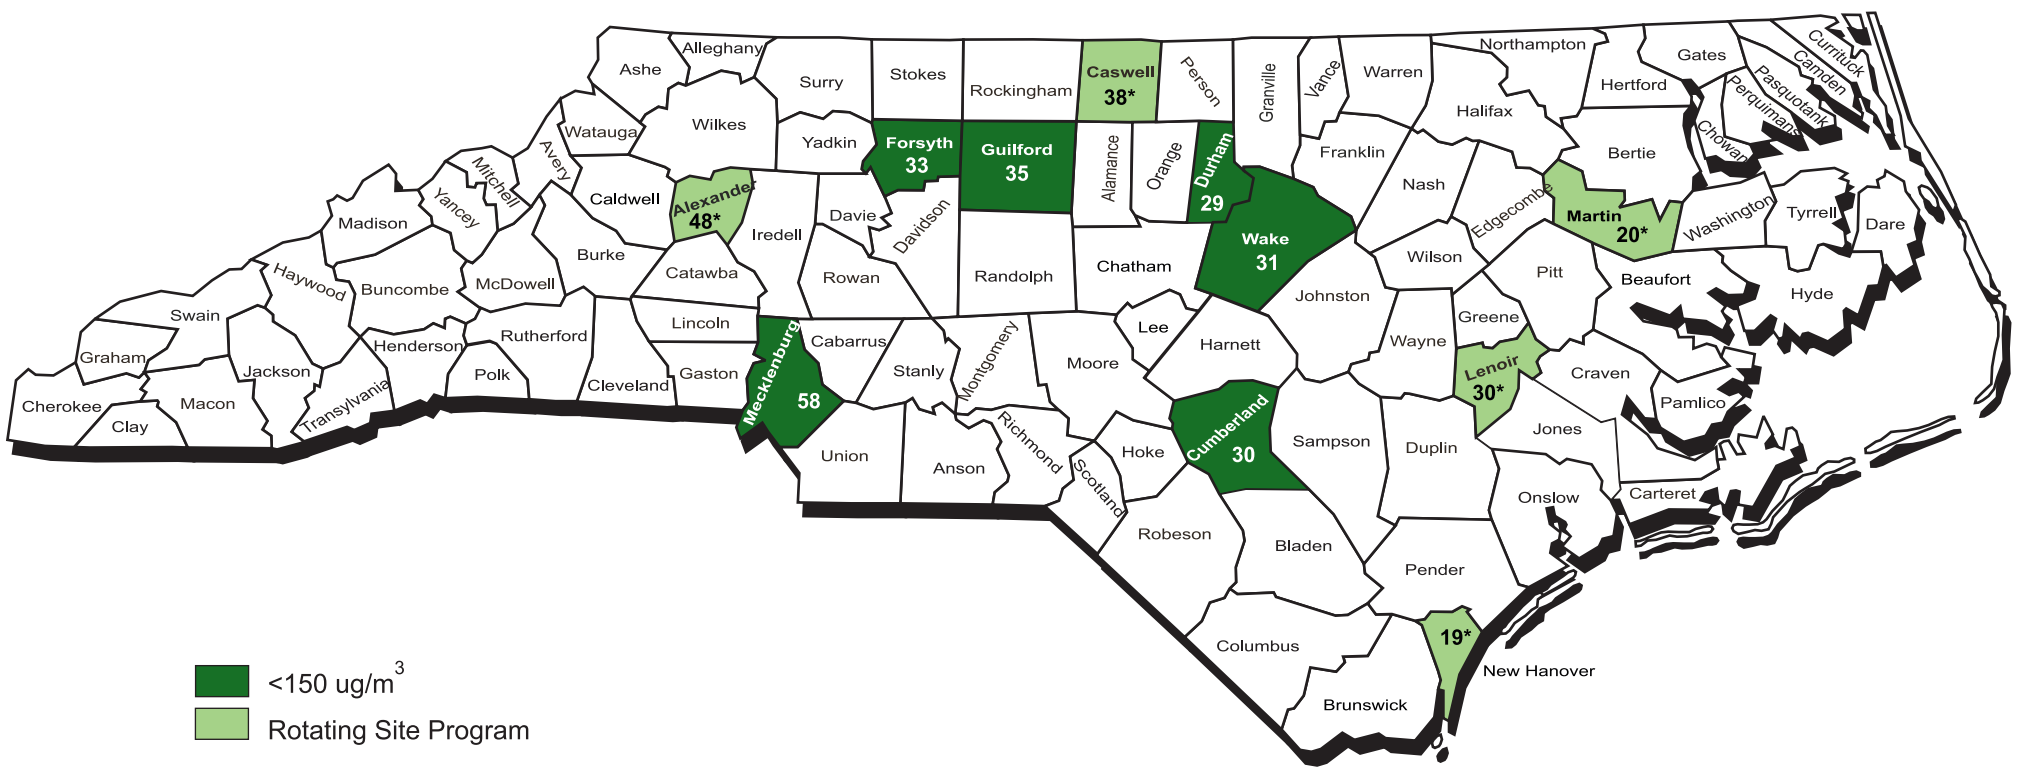 Alleghany
Ashe
Surry
Stokes
Rockingham
Caswell
38*
Person
Granville
Vance
Warren
Northampton
Gates
Currituck
Camden
Pasquotank
Perquimans
Chowan
Hertford
Halifax
Watauga
Wilkes
Yadkin
Forsyth
33
Guilford
35
Alamance
Orange
Durham
29
Franklin
Nash
Edgecombe
Bertie
Martin
20*
Washington
Tyrrell
Dare
Mitchell
Avery
Yancey
Madison
Caldwell
Alexander
48*
Iredell
Davie
Davidson
Wake
31
Wilson
Pitt
Beaufort
Hyde
Haywood
Buncombe
McDowell
Burke
Catawba
Rowan
Randolph
Chatham
Johnston
Greene
Swain
Graham
Jackson
Henderson
Rutherford
Lincoln
Mecklenburg
58
Cabarrus
Stanly
Montgomery
Moore
Lee
Harnett
Wayne
Lenoir
30*
Craven
Pamlico
Cherokee
Clay
Macon
Transylvania
Polk
Cleveland
Gaston
Union
Anson
Richmond
Scotland
Hoke
Cumberland
30
Sampson
Duplin
Jones
Onslow
Carteret
Robeson
Bladen
Pender
Columbus
19*
New Hanover
Brunswick
<150 ug/m³
Rotating Site Program